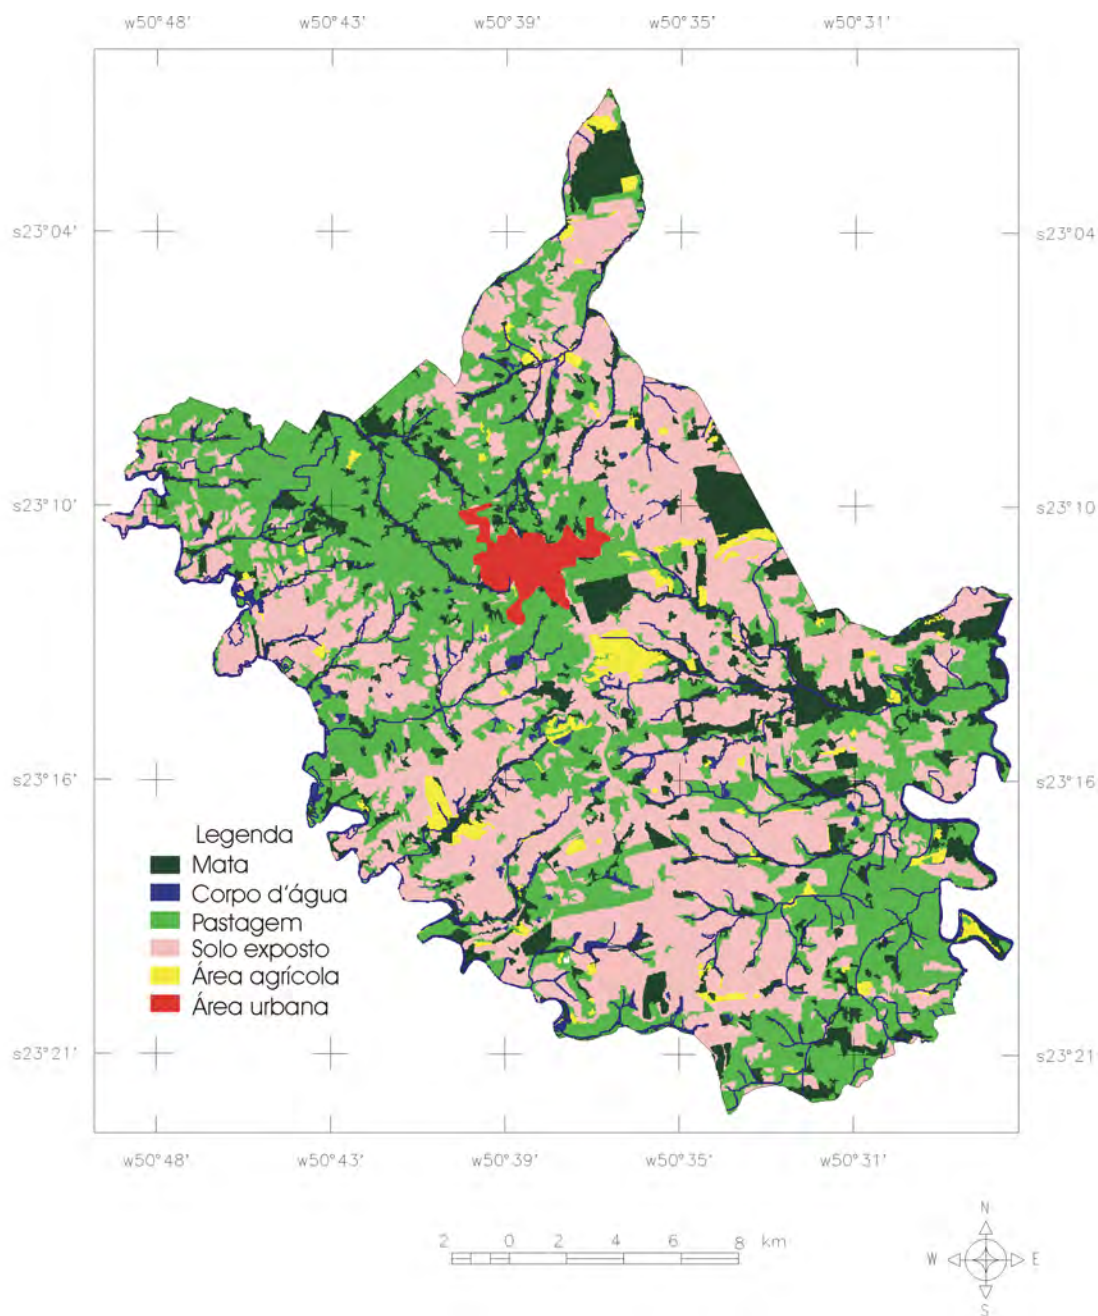 w50°48' w50°43' w50°39' w50°35' w50°31'
s23°04' s23°04'
s23°10' s23°10'
s23°16' s23°16'
Legenda
Mata
Corpo d'água
Pastagem
Solo exposto
Área agrícola
Área urbana
s23°21' s23°21'
w50°48' w50°43' w50°39' w50°35' w50°31'
N
2 0 2 4 6 8 km
W E
S